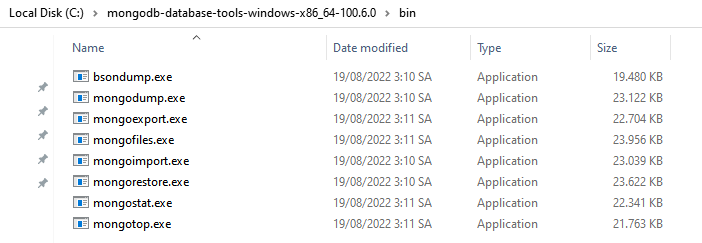 Local Disk (C:) > mongodb-database-tools-windows-x86_64-100.6.0 > bin
Name Date modified Type Size
bsondump.exe 19/08/2022 3:10 SA Application 19.480 KB
mongodump.exe 19/08/2022 3:10 SA Application 23.122 KB
mongoexport.exe 19/08/2022 3:11 SA Application 22.704 KB
mongofiles.exe 19/08/2022 3:11 SA Application 23.956 KB
mongoimport.exe 19/08/2022 3:10 SA Application 23.039 KB
mongorestore.exe 19/08/2022 3:10 SA Application 23.622 KB
mongostat.exe 19/08/2022 3:11 SA Application 22.341 KB
mongotop.exe 19/08/2022 3:11 SA Application 21.763 KB